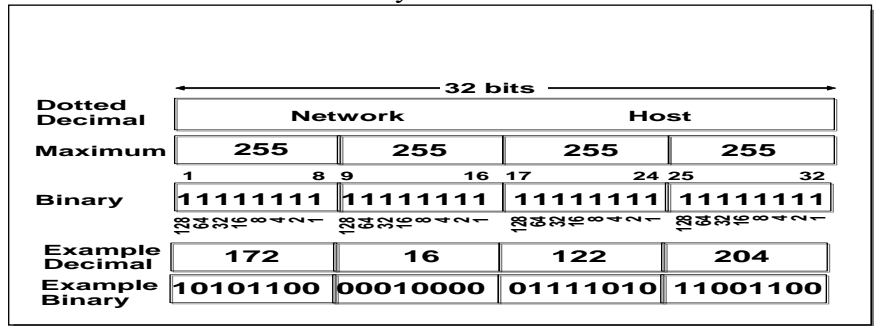 32 bits
Dotted Decimal Network Host
Maximum 255 255 255 255
1 8 9 16 17 24 25 32
Binary 11111111 11111111 11111111 11111111
128 64 32 16 8 4 2 1 128 64 32 16 8 4 2 1 128 64 32 16 8 4 2 1 128 64 32 16 8 4 2 1
Example Decimal 172 16 122 204
Example Binary 10101100 00010000 01111010 11001100